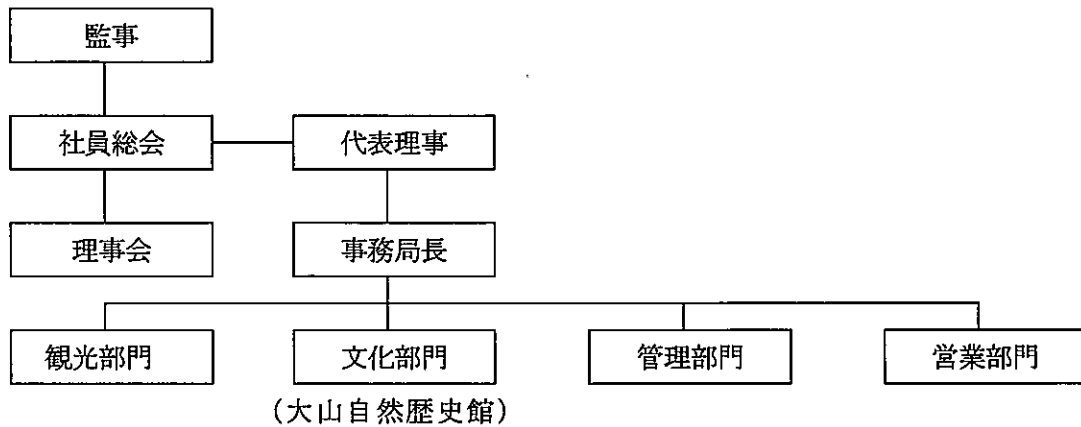 監事
社員総会
代表理事
理事会
事務局長
観光部門
文化部門
管理部門
営業部門
(大山自然歴史館)